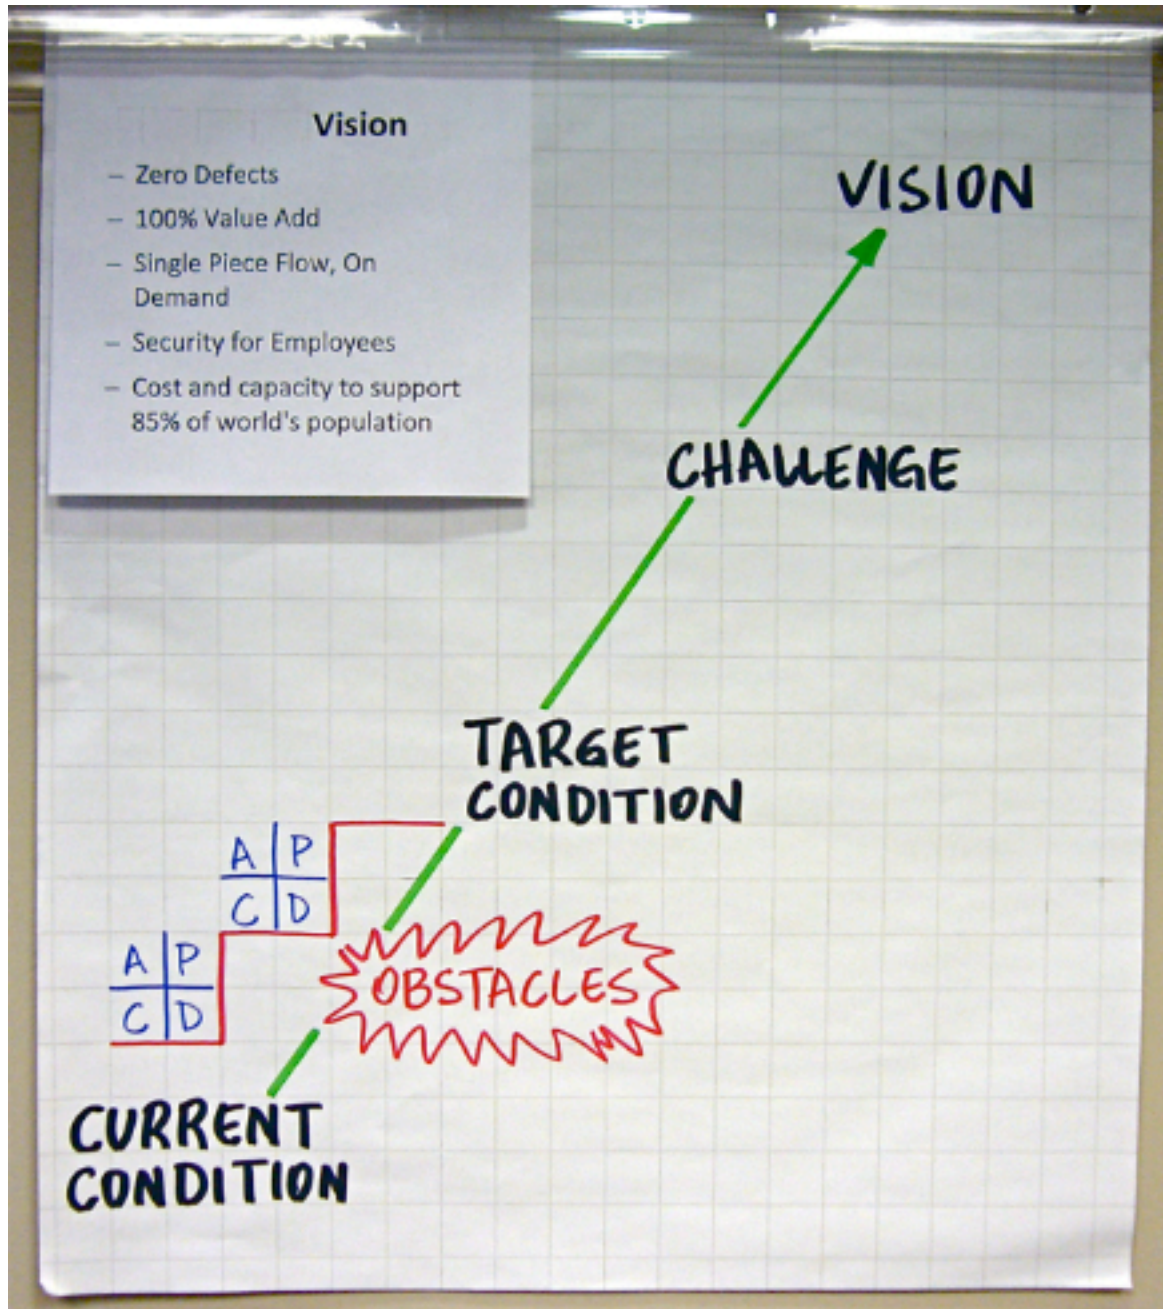 Vision
– Zero Defects
– 100% Value Add
– Single Piece Flow, On
Demand
– Security for Employees
– Cost and capacity to support
85% of world's population
VISION
CHALLENGE
TARGET
CONDITION
A P
C D
A P
C D
OBSTACLES
CURRENT
CONDITION